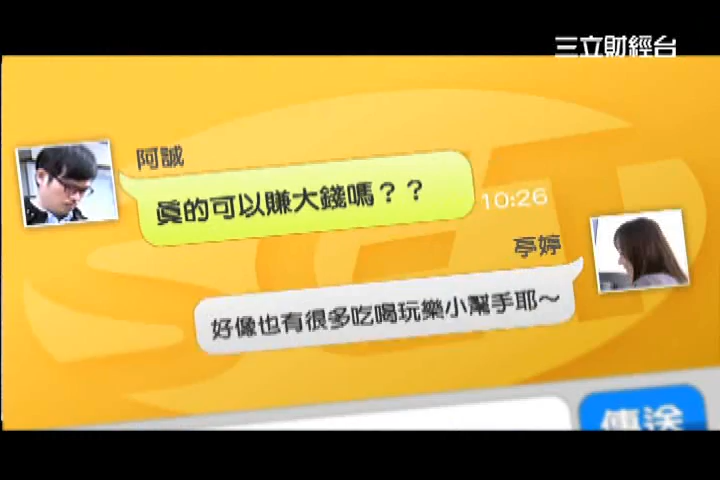 三立財經台
阿誠
真的可以賺大錢嗎？？
10:26
亭婷
好像也有很多吃喝玩樂小幫手耶～
傳送
SET